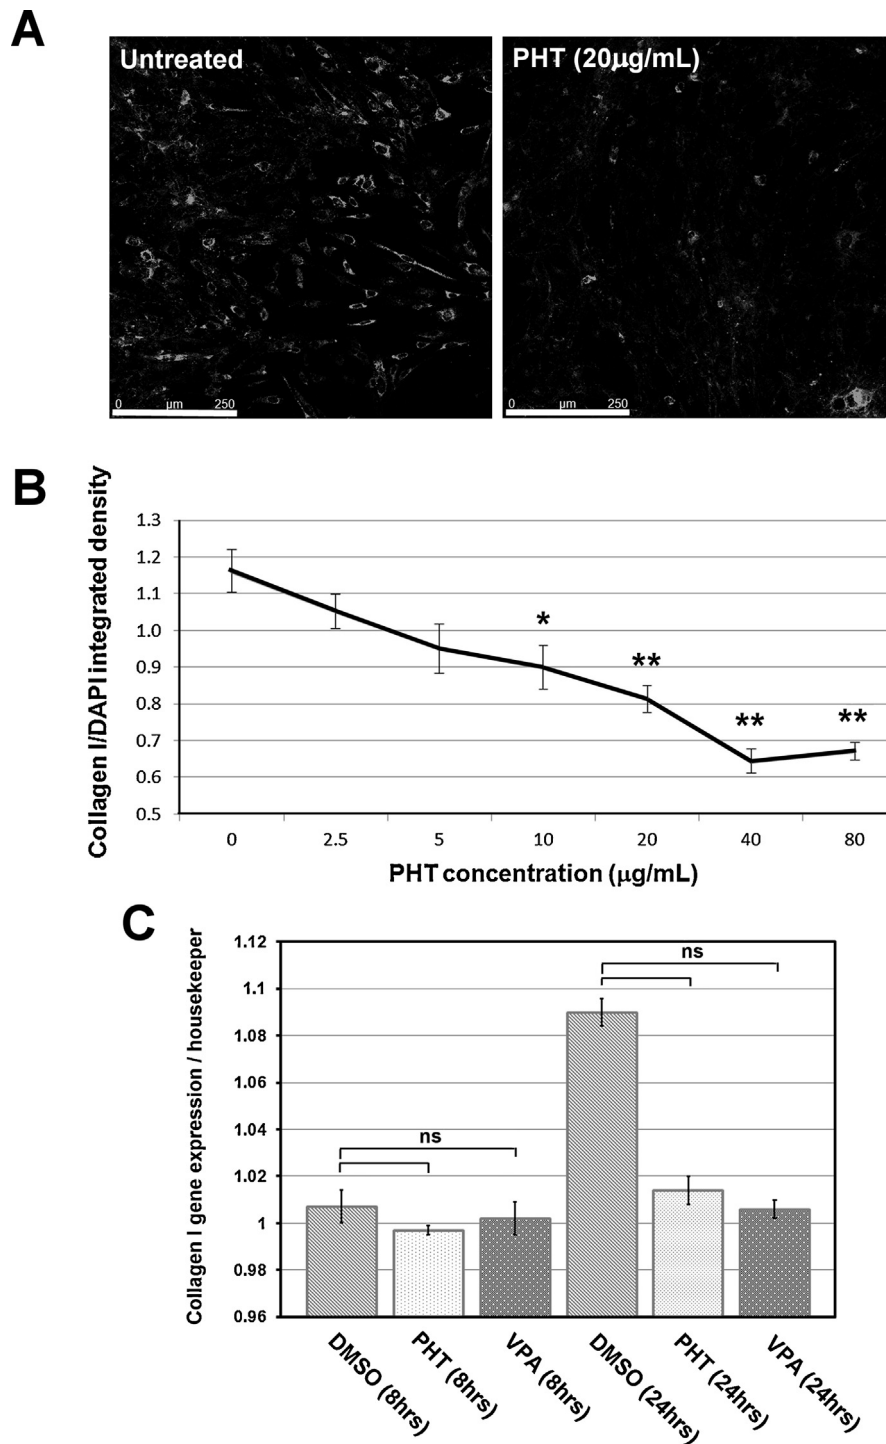 A
Untreated
PHT (20µg/mL)
0 µm 250
0 µm 250
B
Collagen I/DAPI integrated density
1.3
1.2
1.1
1.0
0.9
0.8
0.7
0.6
0.5
*
**
**
**
0 2.5 5 10 20 40 80
PHT concentration (µg/mL)
C
Collagen I gene expression / housekeeper
1.12
1.1
1.08
1.06
1.04
1.02
1
0.98
0.96
ns
ns
DMSO (8hrs)
PHT (8hrs)
VPA (8hrs)
DMSO (24hrs)
PHT (24hrs)
VPA (24hrs)